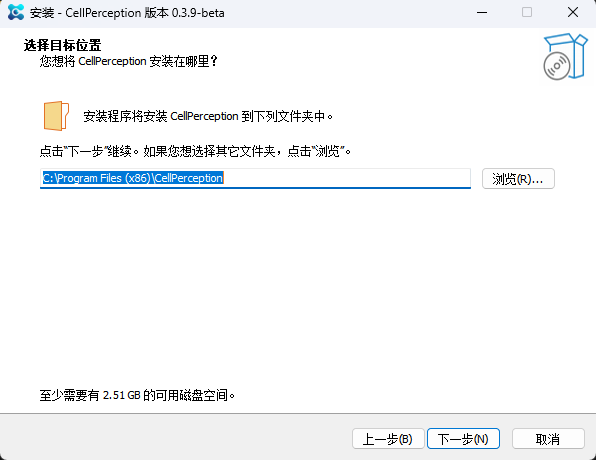 安装 - CellPerception 版本 0.3.9-beta
选择目标位置
您想将 CellPerception 安装在哪里？
安装程序将安装 CellPerception 到下列文件夹中。
点击“下一步”继续。如果您想选择其它文件夹，点击“浏览”。
C:\Program Files (x86)\CellPerception
浏览(R)...
至少需要有 2.51 GB 的可用磁盘空间。
上一步(B)
下一步(N)
取消